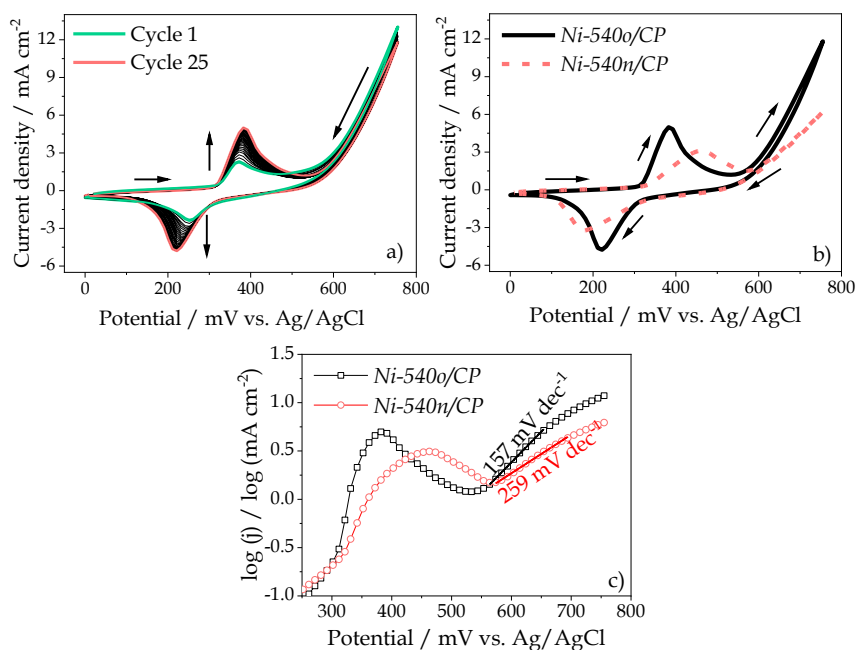 Cycle 1
Cycle 25
12
9
6
3
0
-3
-6
0 200 400 600 800
Current density / mA cm⁻²
Potential / mV vs. Ag/AgCl
a)
Ni-540o/CP
Ni-540n/CP
12
9
6
3
0
-3
-6
0 200 400 600 800
Current density / mA cm⁻²
Potential / mV vs. Ag/AgCl
b)
Ni-540o/CP
Ni-540n/CP
157 mV dec⁻¹
259 mV dec⁻¹
1.5
1.0
0.5
0.0
-0.5
-1.0
300 400 500 600 700 800
log (j) / log (mA cm⁻²)
Potential / mV vs. Ag/AgCl
c)